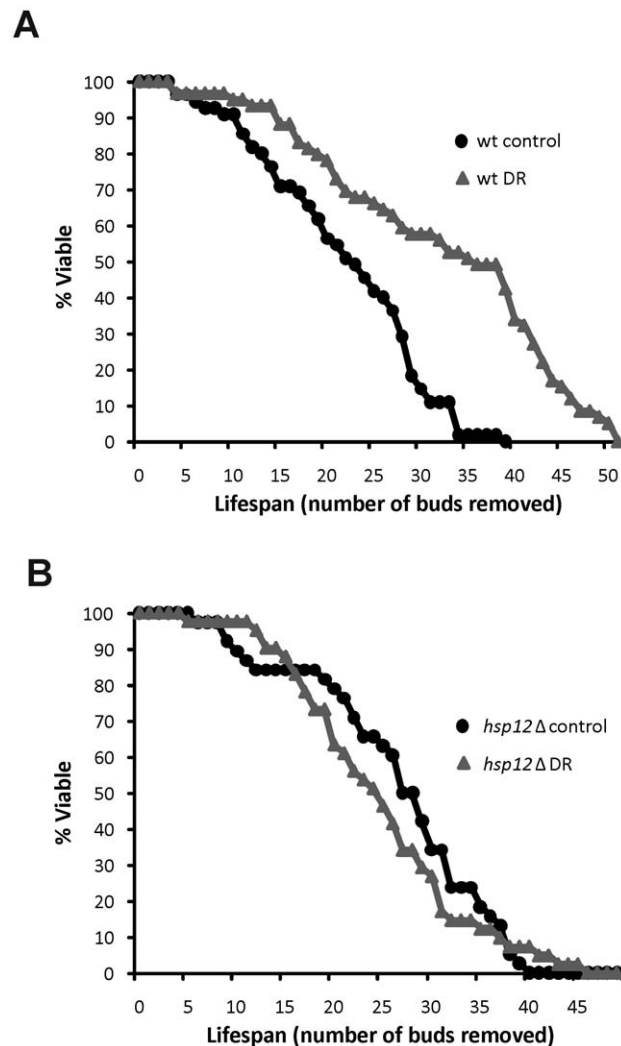 A
100
90
80
70
60
50
40
30
20
10
0
% Viable
wt control
wt DR
0 5 10 15 20 25 30 35 40 45 50
Lifespan (number of buds removed)
B
100
90
80
70
60
50
40
30
20
10
0
% Viable
hsp12Δ control
hsp12Δ DR
0 5 10 15 20 25 30 35 40 45
Lifespan (number of buds removed)